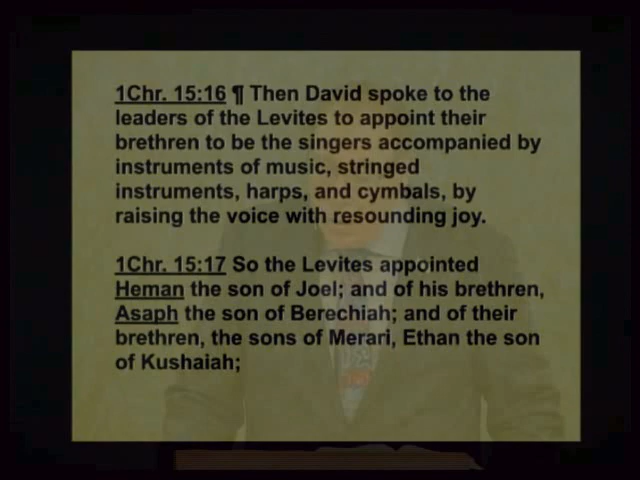 1Chr. 15:16 ¶ Then David spoke to the
leaders of the Levites to appoint their
brethren to be the singers accompanied by
instruments of music, stringed
instruments, harps, and cymbals, by
raising the voice with resounding joy.
1Chr. 15:17 So the Levites appointed
Heman the son of Joel; and of his brethren,
Asaph the son of Berechiah; and of their
brethren, the sons of Merari, Ethan the son
of Kushaiah;